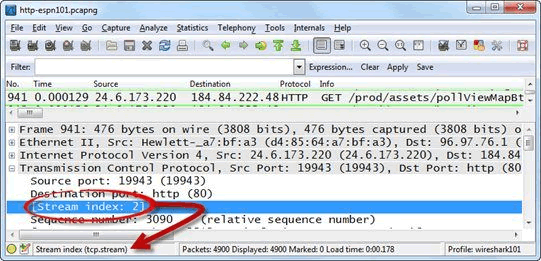 http-espn101.pcapng
File Edit View Go Capture Analyze Statistics Telephony Tools Internals Help
Filter: Expression... Clear Apply Save
No. Time Source Destination Protocol Info
941 0.000129 24.6.173.220 184.84.222.48 HTTP GET /prod/assets/pollViewMapBt
Frame 941: 476 bytes on wire (3808 bits), 476 bytes captured (3808 bits) o
Ethernet II, Src: Hewlett-_a7:bf:a3 (d4:85:64:a7:bf:a3), Dst: 96.97.76.1 (
Internet Protocol Version 4, Src: 24.6.173.220 (24.6.173.220), Dst: 184.84
Transmission Control Protocol, Src Port: 19943 (19943), Dst Port: http (80)
Source port: 19943 (19943)
Destination port: http (80)
[Stream index: 2]
Sequence number: 3090 (relative sequence number)
Stream index (tcp.stream) Packets: 4900 Displayed: 4900 Marked: 0 Load time: 0:00.178 Profile: wireshark101